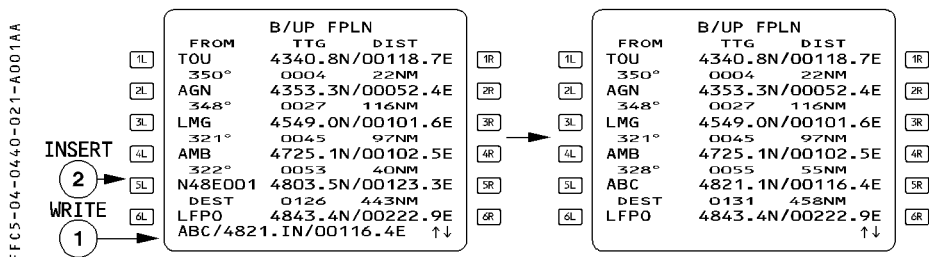 FFC5-04-0440-021-A001AA
INSERT
2
WRITE
1
B/UP FPLN
FROM TTG DIST
1L TOU 4340.8N/00118.7E 1R
350° 0004 22NM
2L AGN 4353.3N/00052.4E 2R
348° 0027 116NM
3L LMG 4549.0N/00101.6E 3R
321° 0045 97NM
4L AMB 4725.1N/00102.5E 4R
322° 0053 40NM
5L N48E001 4803.5N/00123.3E 5R
DEST 0126 443NM
6L LFPO 4843.4N/00222.9E 6R
ABC/4821.IN/00116.4E ↑↓
B/UP FPLN
FROM TTG DIST
1L TOU 4340.8N/00118.7E 1R
350° 0004 22NM
2L AGN 4353.3N/00052.4E 2R
348° 0027 116NM
3L LMG 4549.0N/00101.6E 3R
321° 0045 97NM
4L AMB 4725.1N/00102.5E 4R
328° 0055 55NM
5L ABC 4821.1N/00116.4E 5R
DEST 0131 458NM
6L LFPO 4843.4N/00222.9E 6R
↑↓